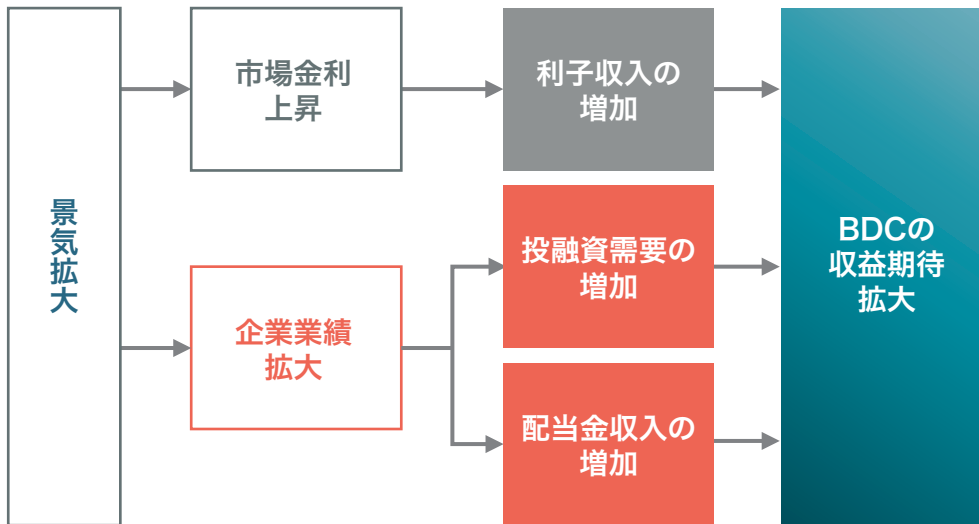 景気拡大
市場金利
上昇
利子収入の
増加
企業業績
拡大
投融資需要の
増加
配当金収入の
増加
BDCの
収益期待
拡大